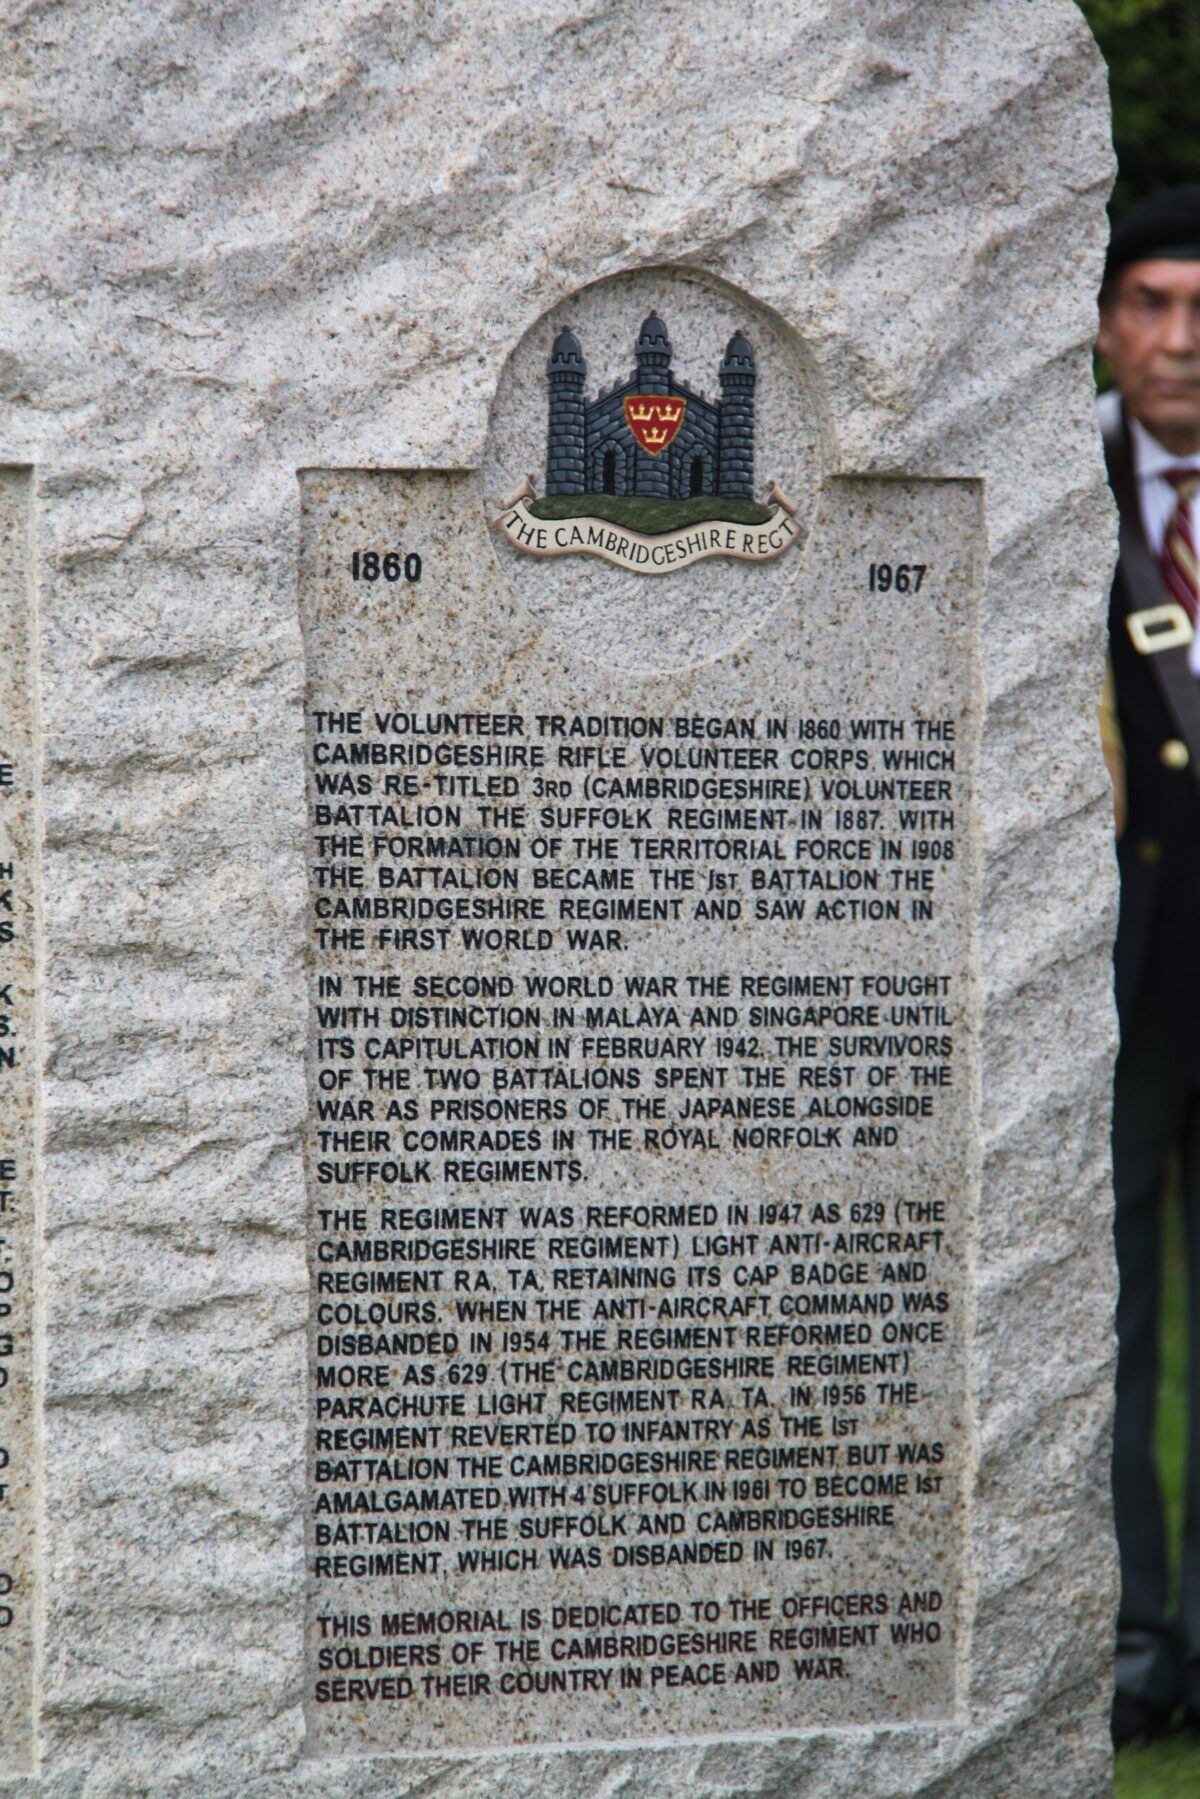 THE CAMBRIDGESHIRE REGT
1860
1967
THE VOLUNTEER TRADITION BEGAN IN 1860 WITH THE
CAMBRIDGESHIRE RIFLE VOLUNTEER CORPS WHICH
WAS RE-TITLED 3RD (CAMBRIDGESHIRE) VOLUNTEER
BATTALION THE SUFFOLK REGIMENT IN 1887. WITH
THE FORMATION OF THE TERRITORIAL FORCE IN 1908
THE BATTALION BECAME THE 1ST BATTALION THE
CAMBRIDGESHIRE REGIMENT AND SAW ACTION IN
THE FIRST WORLD WAR.
IN THE SECOND WORLD WAR THE REGIMENT FOUGHT
WITH DISTINCTION IN MALAYA AND SINGAPORE UNTIL
ITS CAPITULATION IN FEBRUARY 1942. THE SURVIVORS
OF THE TWO BATTALIONS SPENT THE REST OF THE
WAR AS PRISONERS OF THE JAPANESE ALONGSIDE
THEIR COMRADES IN THE ROYAL NORFOLK AND
SUFFOLK REGIMENTS.
THE REGIMENT WAS REFORMED IN 1947 AS 629 (THE
CAMBRIDGESHIRE REGIMENT) LIGHT ANTI-AIRCRAFT
REGIMENT RA, TA, RETAINING ITS CAP BADGE AND
COLOURS. WHEN THE ANTI-AIRCRAFT COMMAND WAS
DISBANDED IN 1954 THE REGIMENT REFORMED ONCE
MORE AS 629 (THE CAMBRIDGESHIRE REGIMENT)
PARACHUTE LIGHT REGIMENT RA, TA. IN 1956 THE
REGIMENT REVERTED TO INFANTRY AS THE 1ST
BATTALION THE CAMBRIDGESHIRE REGIMENT BUT WAS
AMALGAMATED WITH 4 SUFFOLK IN 1961 TO BECOME 1ST
BATTALION THE SUFFOLK AND CAMBRIDGESHIRE
REGIMENT, WHICH WAS DISBANDED IN 1967.
THIS MEMORIAL IS DEDICATED TO THE OFFICERS AND
SOLDIERS OF THE CAMBRIDGESHIRE REGIMENT WHO
SERVED THEIR COUNTRY IN PEACE AND WAR.